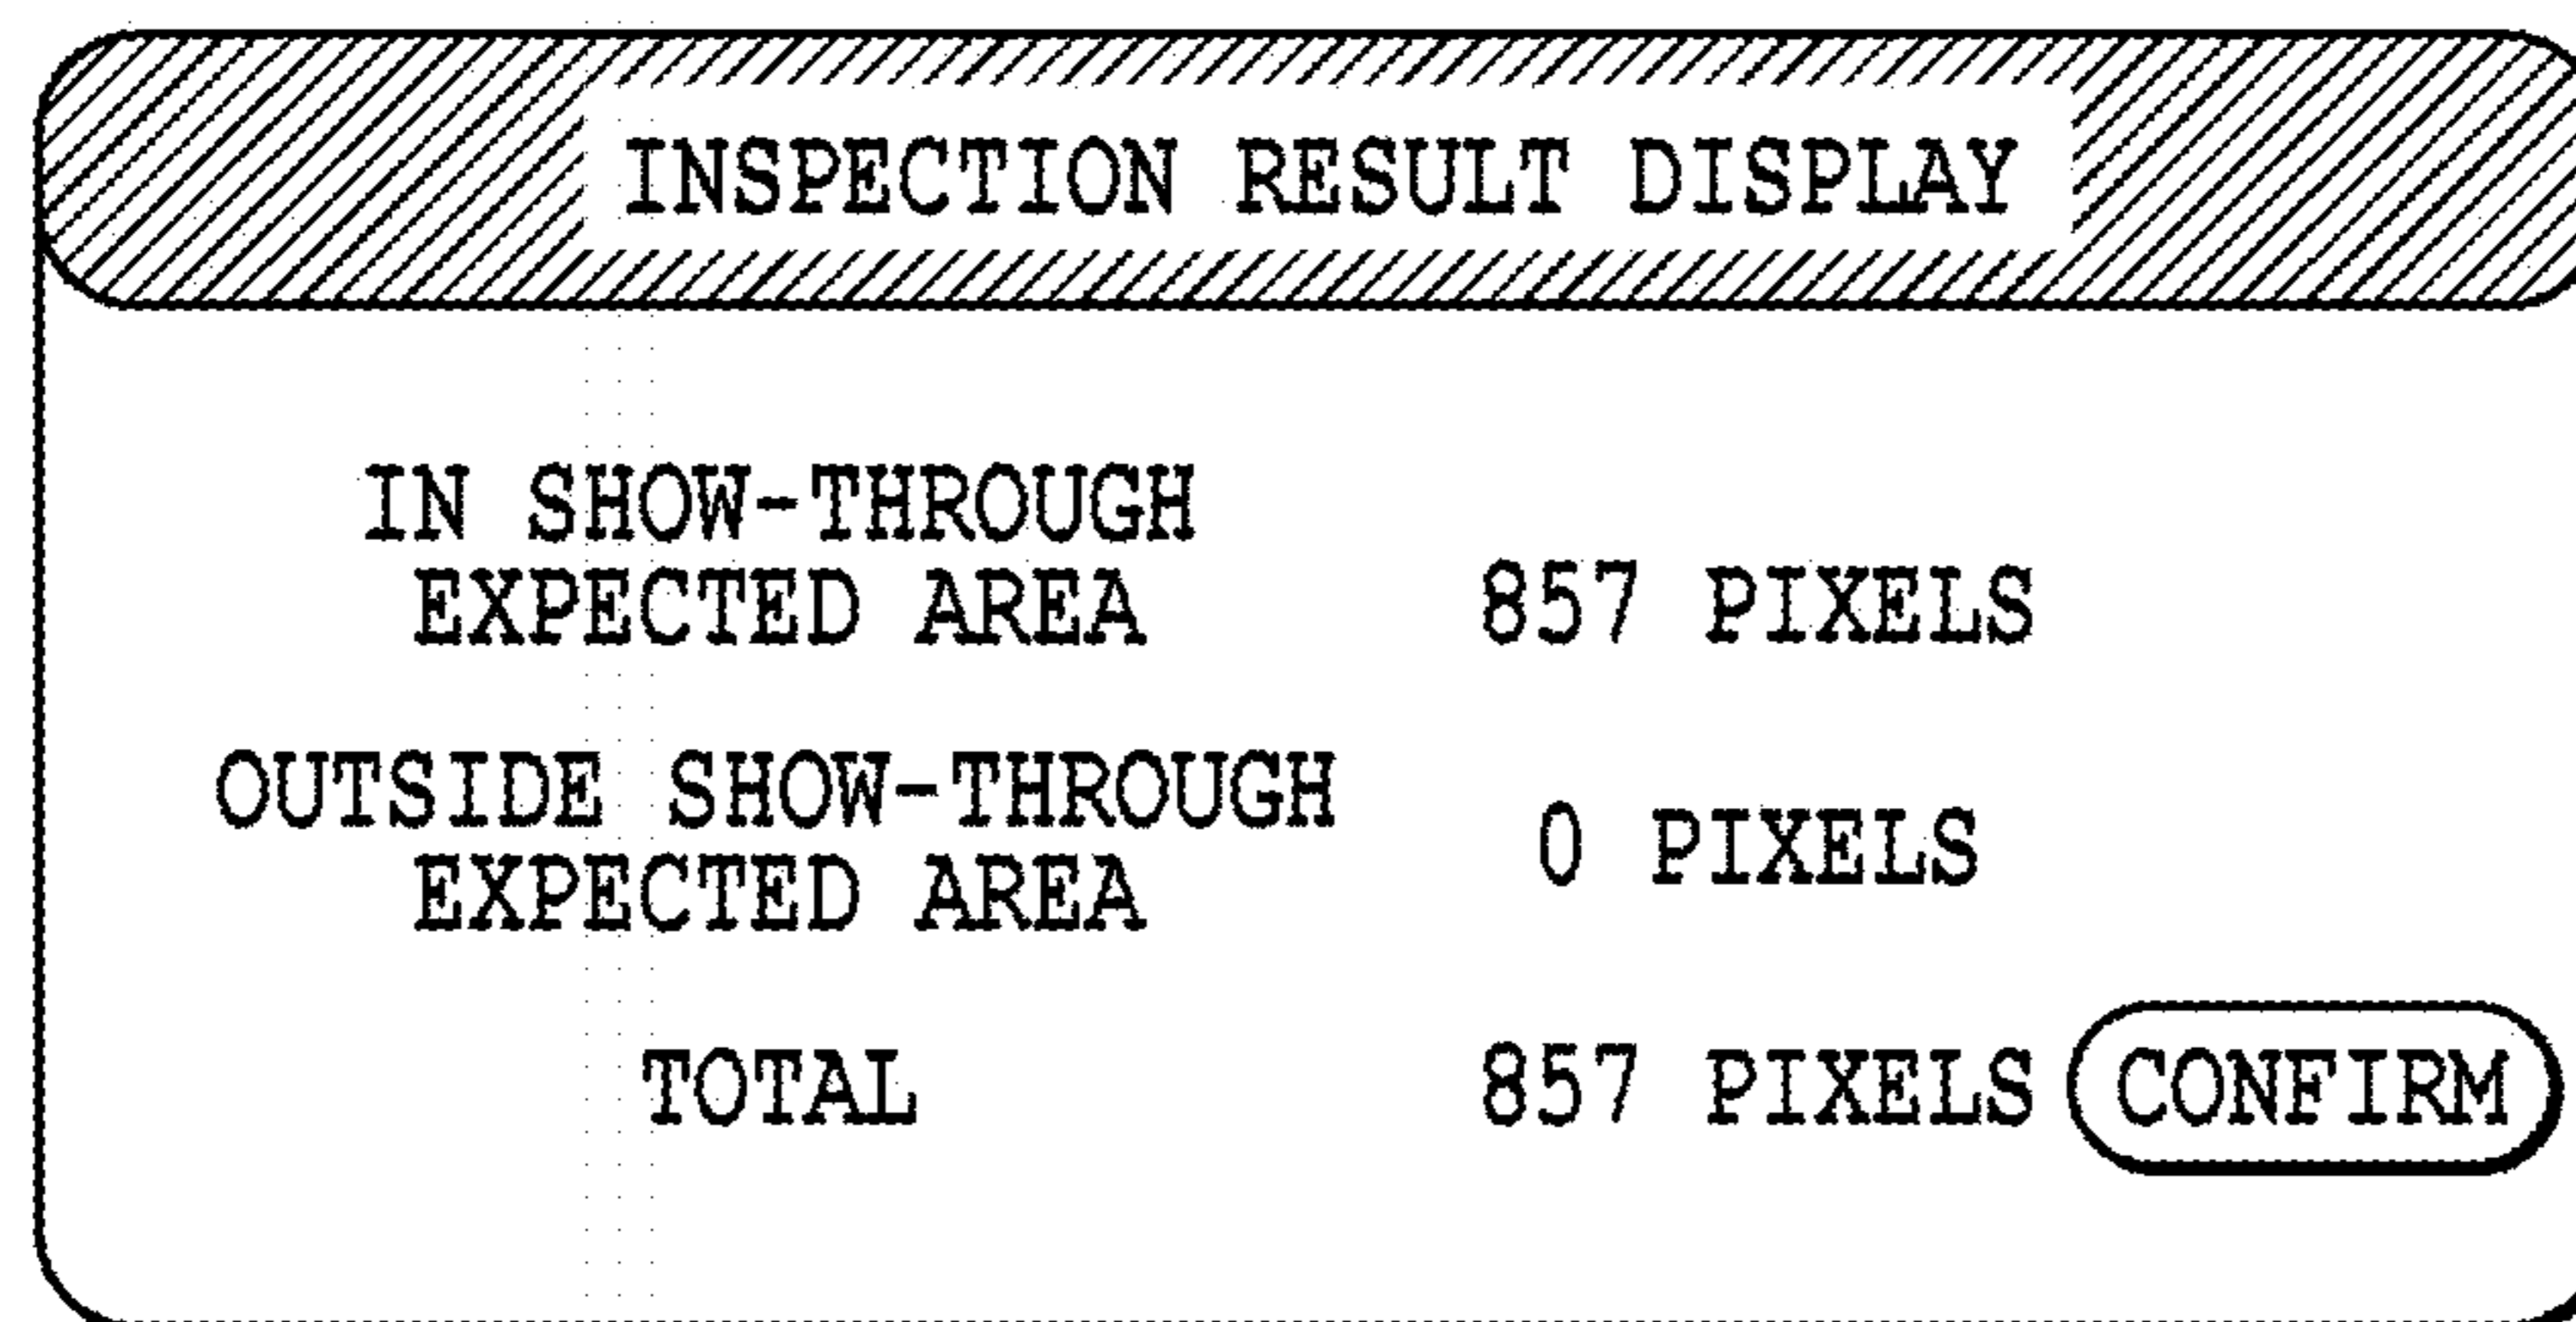 INSPECTION RESULT DISPLAY
IN SHOW-THROUGH
EXPECTED AREA
857 PIXELS
OUTSIDE SHOW-THROUGH
EXPECTED AREA
0 PIXELS
TOTAL
857 PIXELS
CONFIRM